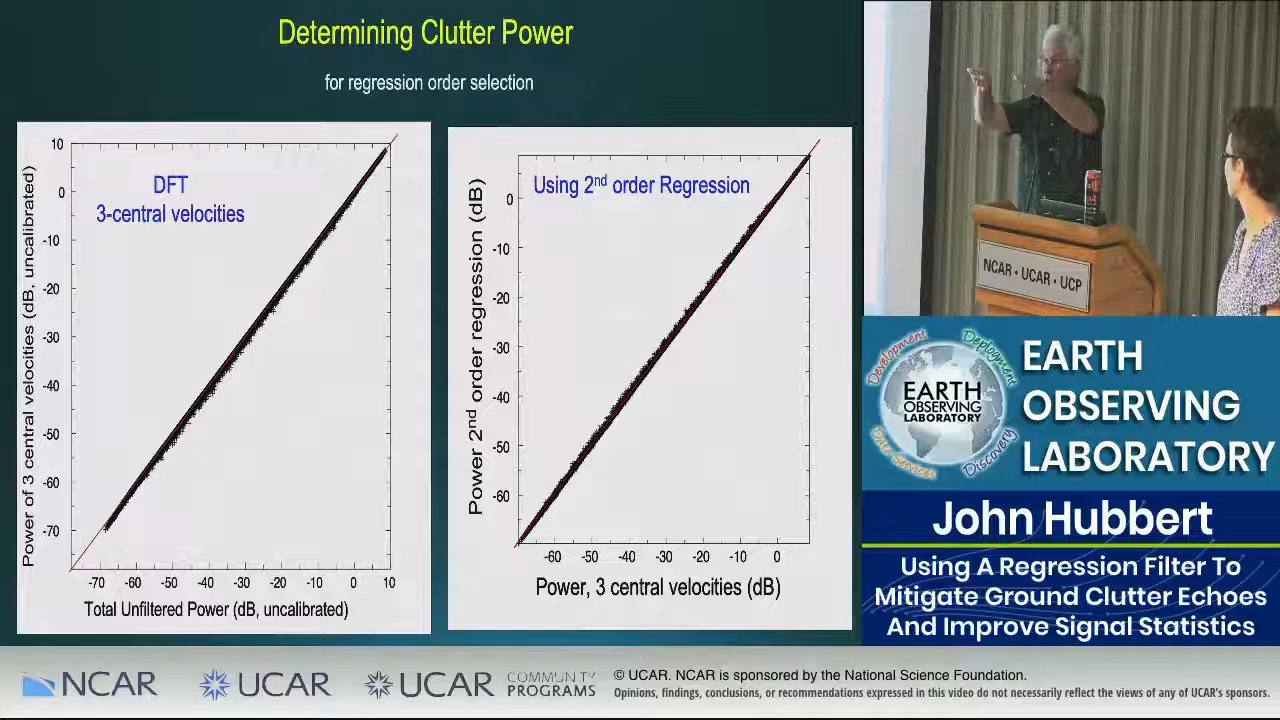 Determining Clutter Power
for regression order selection
DFT
3-central velocities
Power of 3 central velocities (dB, uncalibrated)
10
0
-10
-20
-30
-40
-50
-60
-70
-70 -60 -50 -40 -30 -20 -10 0 10
Total Unfiltered Power (dB, uncalibrated)
Using 2nd order Regression
Power 2nd order regression (dB)
0
-10
-20
-30
-40
-50
-60
-60 -50 -40 -30 -20 -10 0
Power, 3 central velocities (dB)
NCAR • UCAR • UCP
Development
Deployment
EARTH
OBSERVING
LABORATORY
Data Services
Discovery
EARTH
OBSERVING
LABORATORY
John Hubbert
Using A Regression Filter To
Mitigate Ground Clutter Echoes
And Improve Signal Statistics
NCAR
UCAR
UCAR
COMMUNITY
PROGRAMS
© UCAR. NCAR is sponsored by the National Science Foundation.
Opinions, findings, conclusions, or recommendations expressed in this video do not necessarily reflect the views of any of UCAR's sponsors.